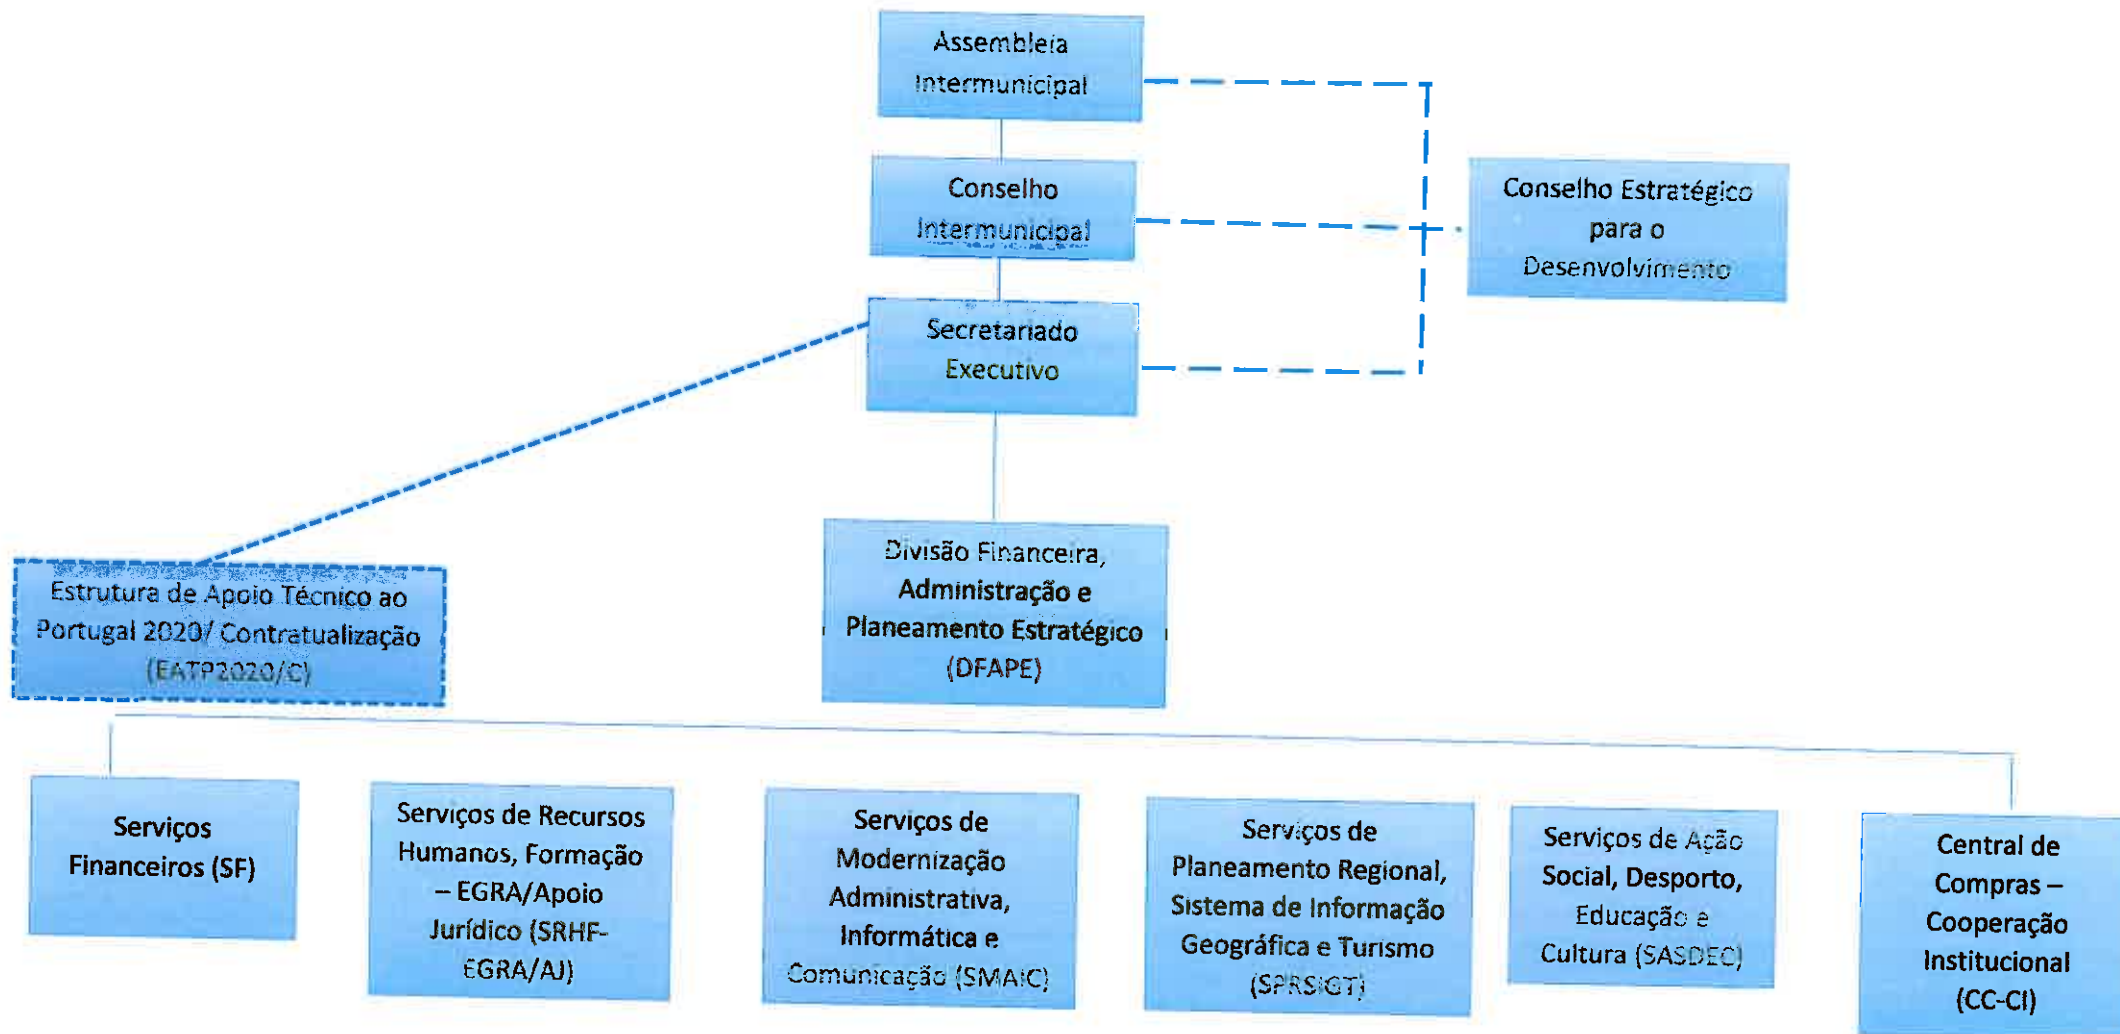 Assembleia
Intermunicipal
Conselho
Intermunicipal
Conselho Estratégico
para o
Desenvolvimento
Secretariado
Executivo
Estrutura de Apoio Técnico ao
Portugal 2020/ Contratualização
(EATP2020/C)
Divisão Financeira,
Administração e
Planeamento Estratégico
(DFAPE)
Serviços
Financeiros (SF)
Serviços de Recursos
Humanos, Formação
– EGRA/Apoio
Jurídico (SRHF-
EGRA/AJ)
Serviços de
Modernização
Administrativa,
Informática e
Comunicação (SMAIC)
Serviços de
Planeamento Regional,
Sistema de Informação
Geográfica e Turismo
(SPRSIGT)
Serviços de Ação
Social, Desporto,
Educação e
Cultura (SASDEC)
Central de
Compras –
Cooperação
Institucional
(CC-CI)